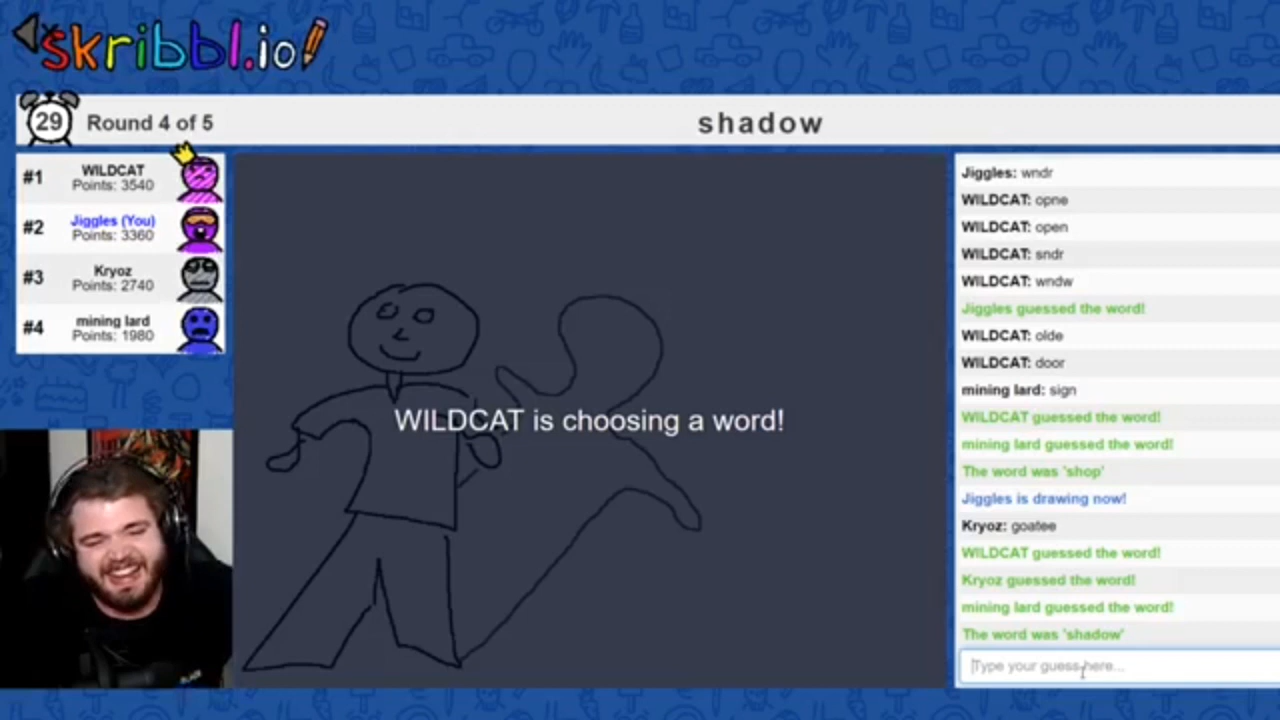 skribbl.io!
29
Round 4 of 5
shadow
#1
WILDCAT
Points: 3540
#2
Jiggles (You)
Points: 3360
#3
Kryoz
Points: 2740
#4
mining lard
Points: 1980
WILDCAT is choosing a word!
Jiggles: wndr
WILDCAT: opne
WILDCAT: open
WILDCAT: sndr
WILDCAT: wndw
Jiggles guessed the word!
WILDCAT: olde
WILDCAT: door
mining lard: sign
WILDCAT guessed the word!
mining lard guessed the word!
The word was 'shop'
Jiggles is drawing now!
Kryoz: goatee
WILDCAT guessed the word!
Kryoz guessed the word!
mining lard guessed the word!
The word was 'shadow'
Type your guess here...